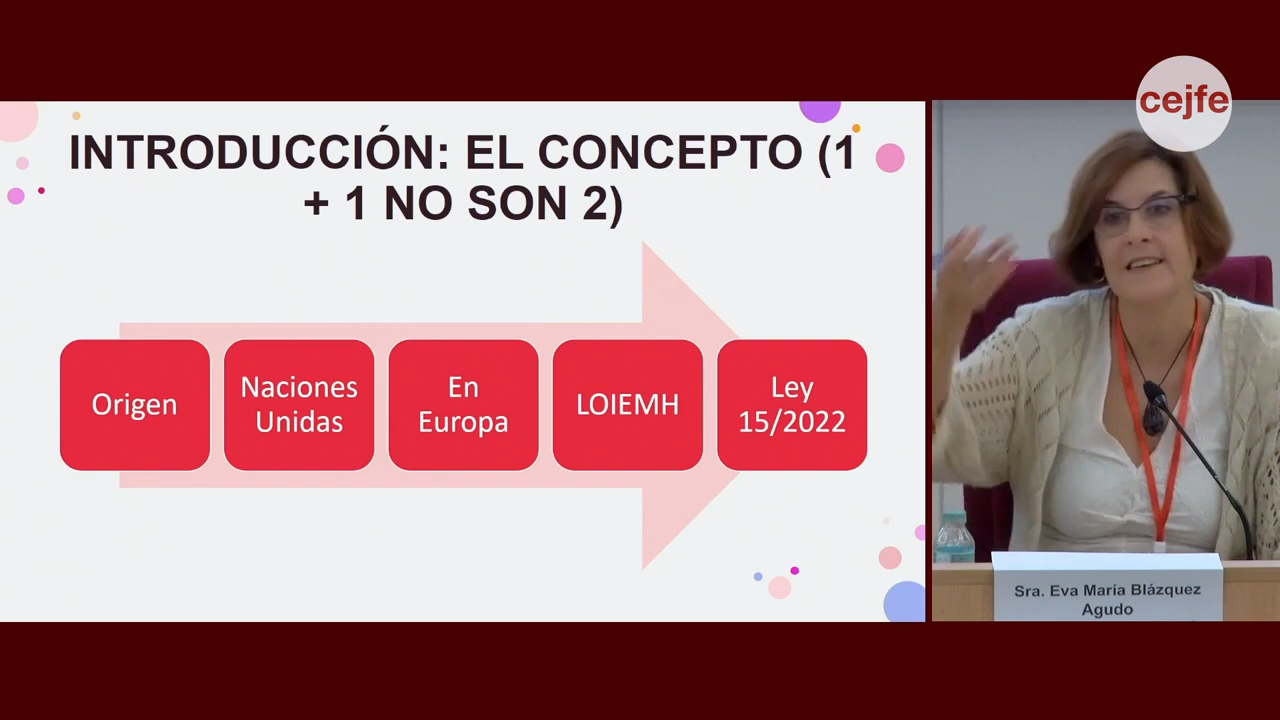 cejfe
INTRODUCCIÓN: EL CONCEPTO (1
+ 1 NO SON 2)
Origen
Naciones
Unidas
En
Europa
LOIEMH
Ley
15/2022
Sra. Eva María Blázquez
Agudo